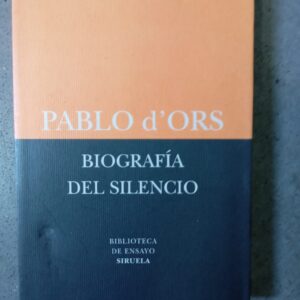 PABLO d'ORS
BIOGRAFÍA
DEL SILENCIO
BIBLIOTECA
DE ENSAYO
SIRUELA